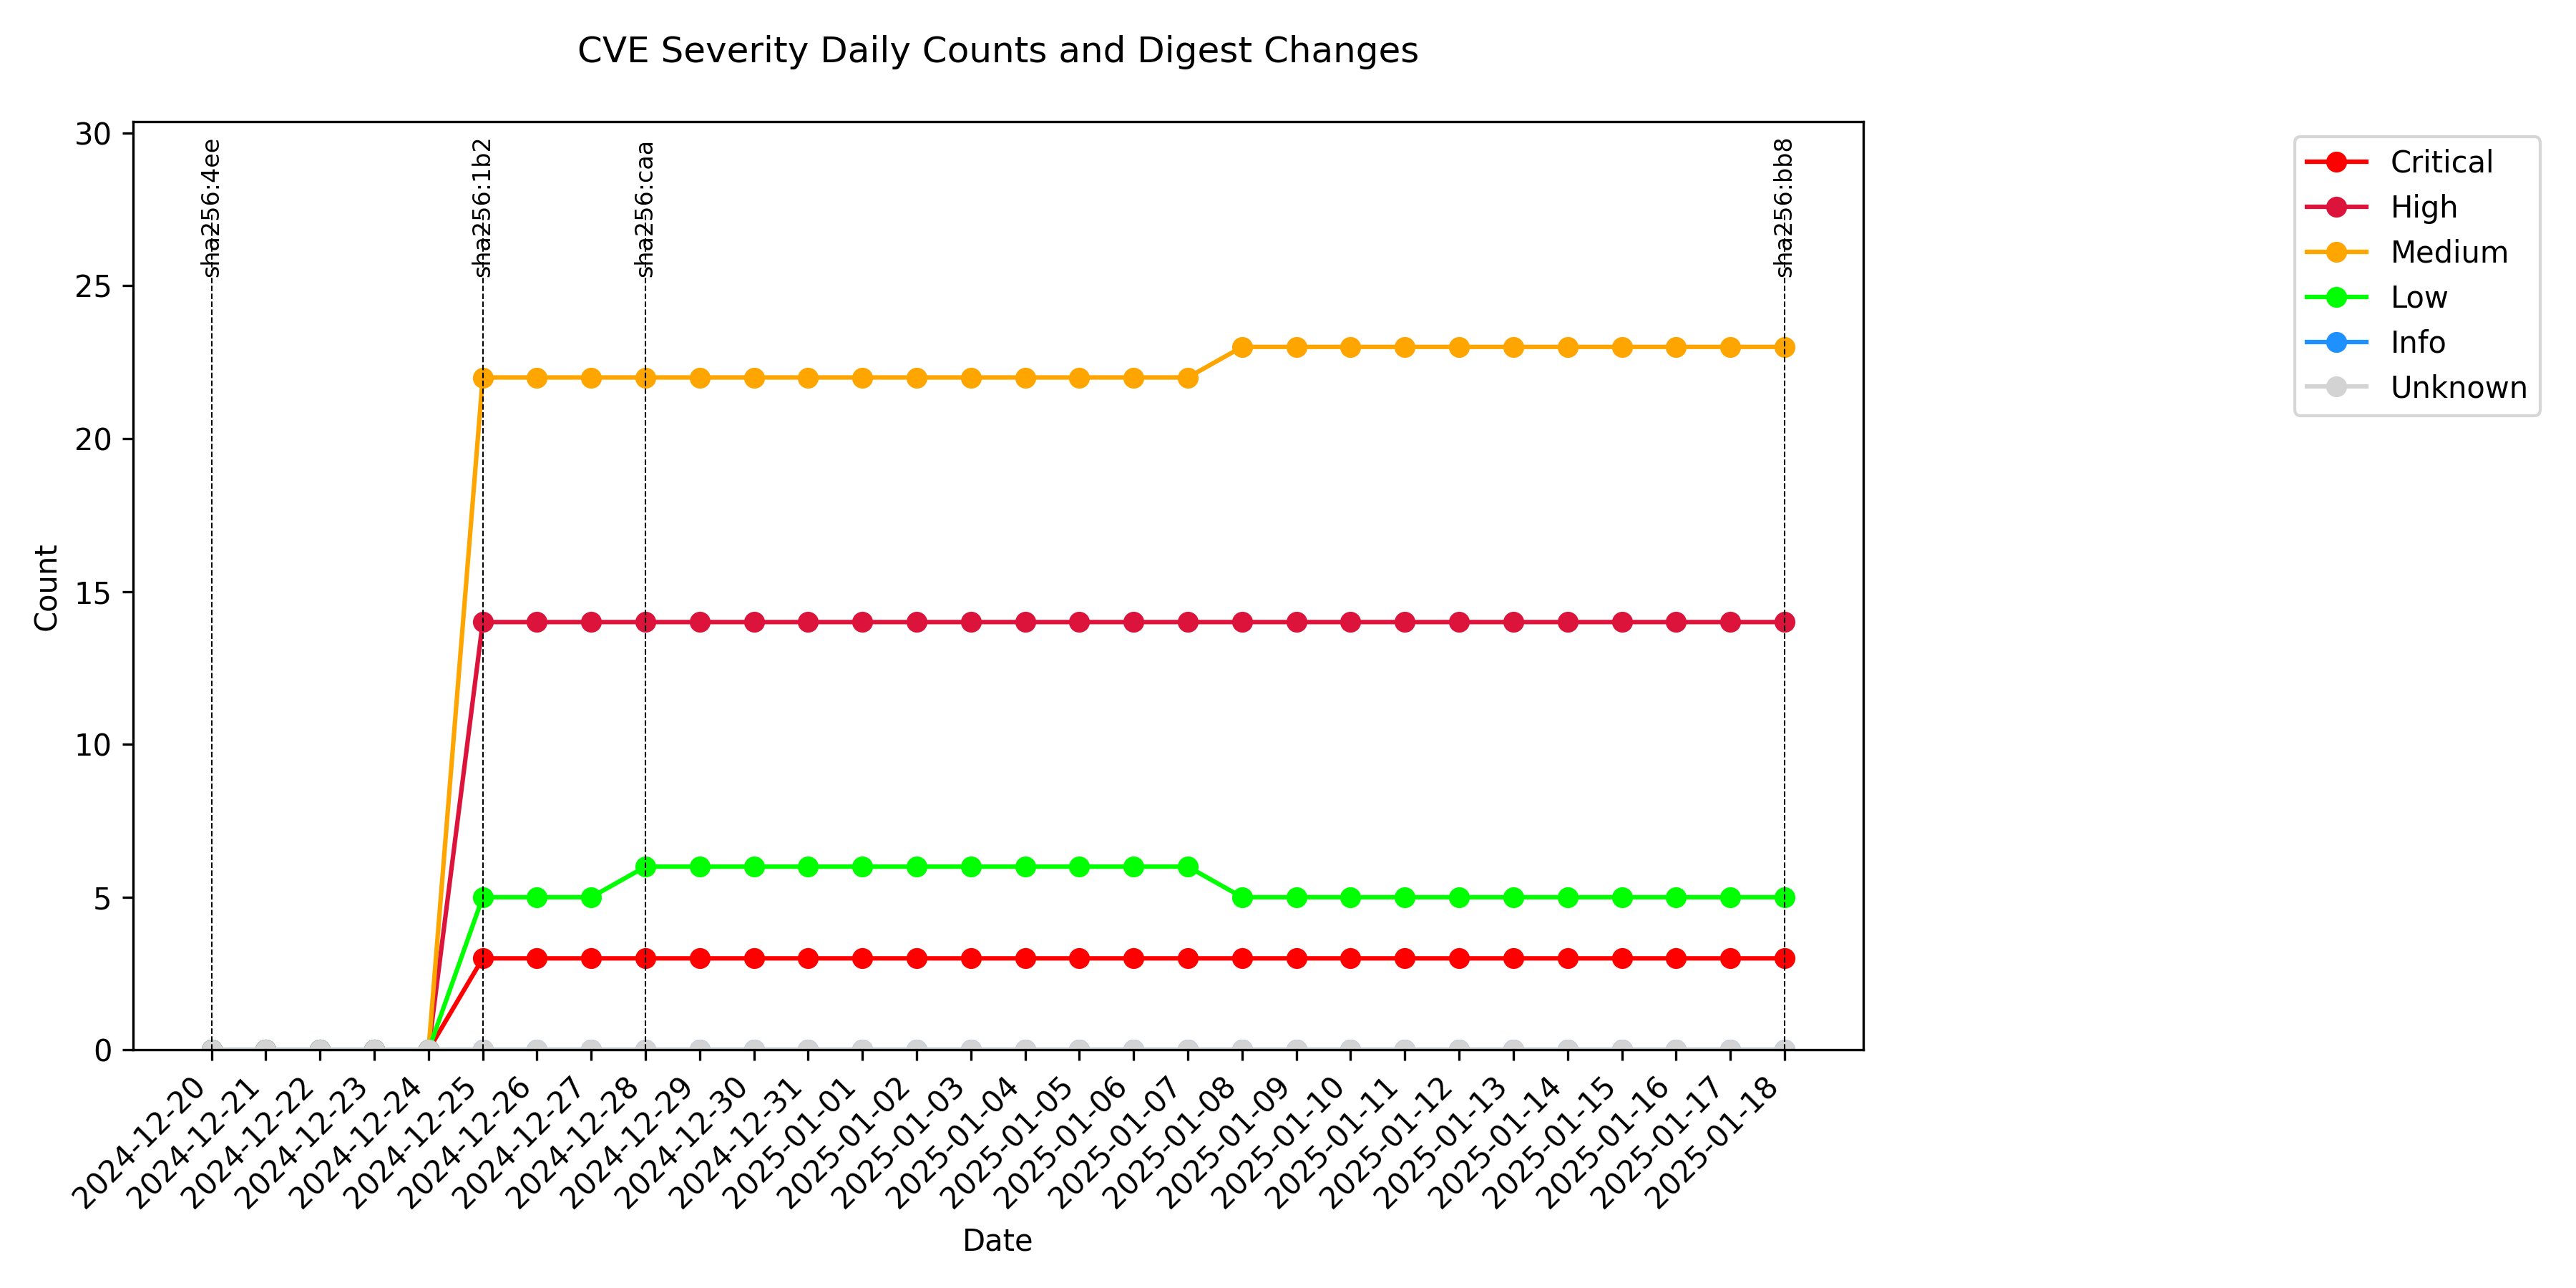 CVE Severity Daily Counts and Digest Changes
30
25
20
15
10
5
0
Count
sha256:4ee
sha256:1b2
sha256:caa
sha256:bb8
2024-12-20
2024-12-21
2024-12-22
2024-12-23
2024-12-24
2024-12-25
2024-12-26
2024-12-27
2024-12-28
2024-12-29
2024-12-30
2024-12-31
2025-01-01
2025-01-02
2025-01-03
2025-01-04
2025-01-05
2025-01-06
2025-01-07
2025-01-08
2025-01-09
2025-01-10
2025-01-11
2025-01-12
2025-01-13
2025-01-14
2025-01-15
2025-01-16
2025-01-17
2025-01-18
Date
Critical
High
Medium
Low
Info
Unknown